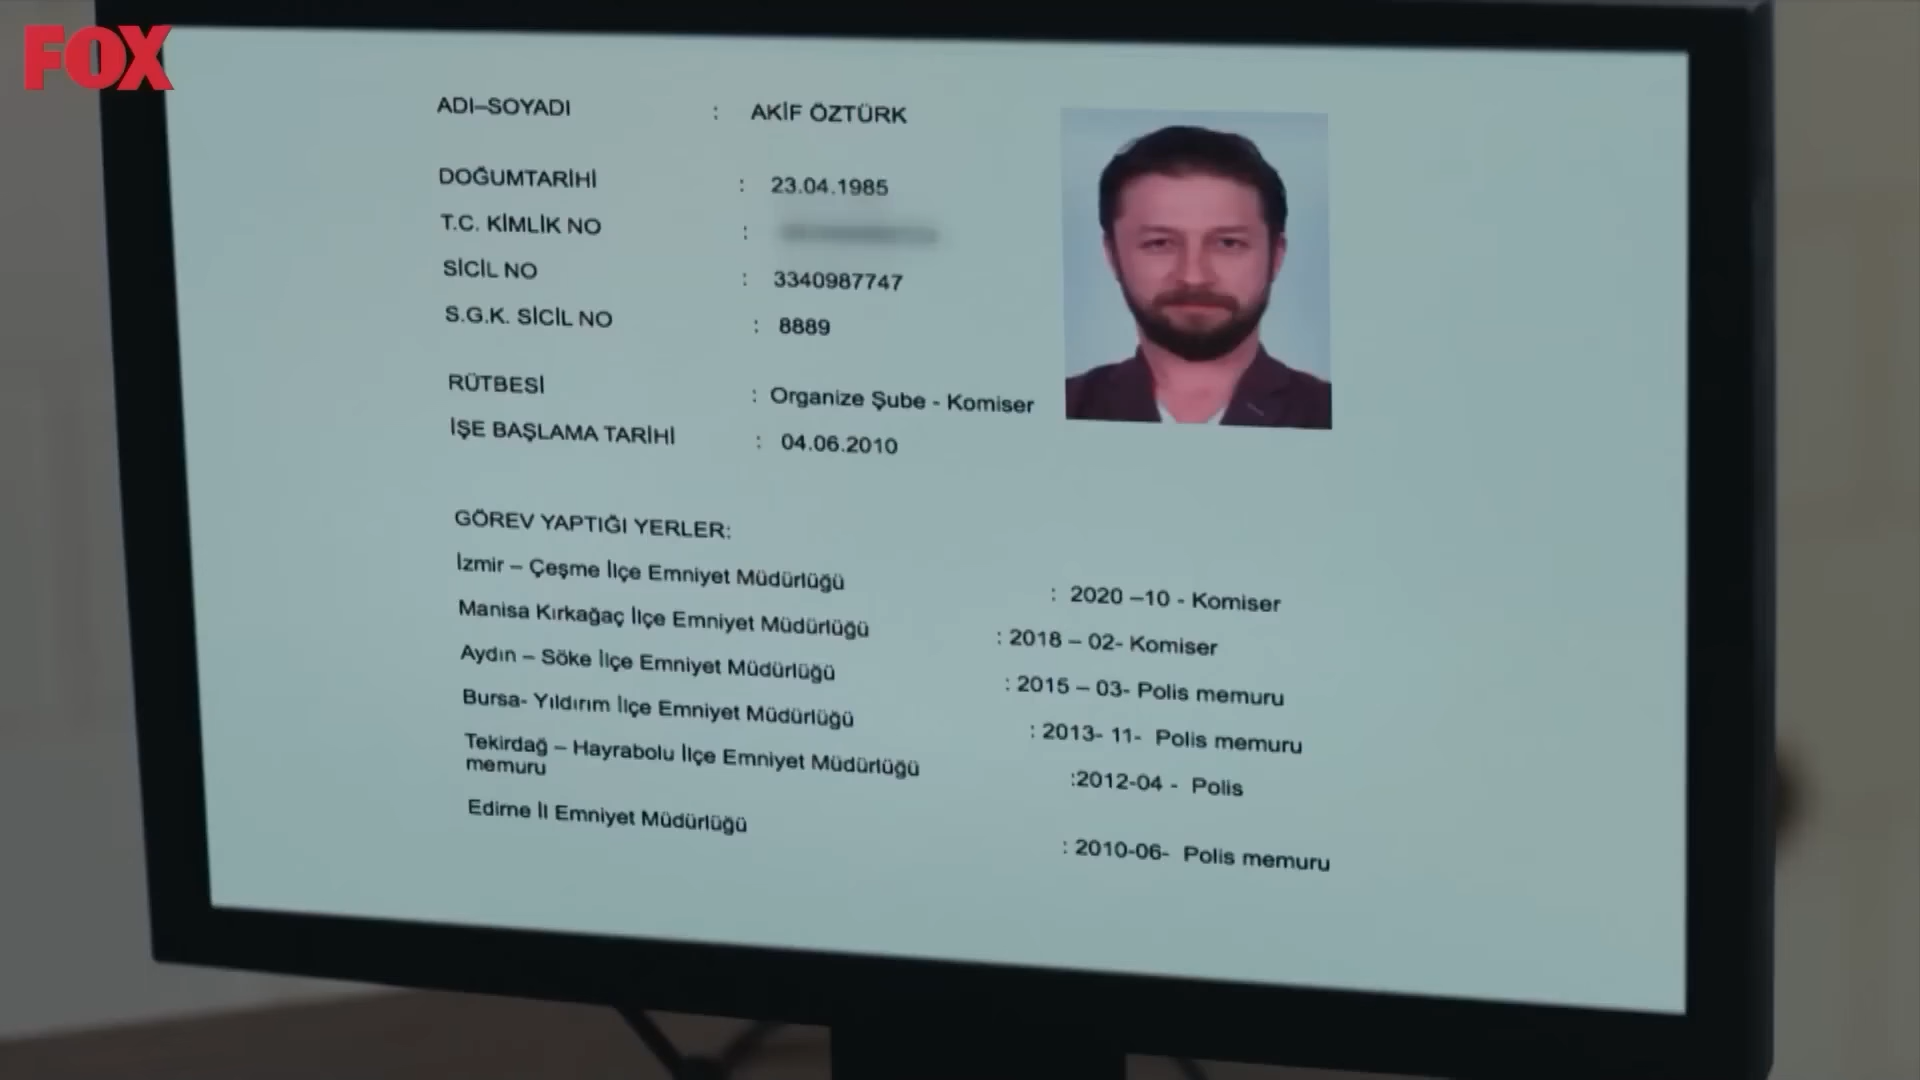 FOX
ADI–SOYADI : AKİF ÖZTÜRK
DOĞUMTARİHİ : 23.04.1985
T.C. KİMLİK NO :
SİCİL NO : 3340987747
S.G.K. SİCİL NO : 8889
RÜTBESİ : Organize Şube - Komiser
İŞE BAŞLAMA TARİHİ : 04.06.2010
GÖREV YAPTIĞI YERLER:
İzmir – Çeşme İlçe Emniyet Müdürlüğü : 2020 –10 - Komiser
Manisa Kırkağaç İlçe Emniyet Müdürlüğü : 2018 – 02- Komiser
Aydın – Söke İlçe Emniyet Müdürlüğü : 2015 – 03- Polis memuru
Bursa- Yıldırım İlçe Emniyet Müdürlüğü : 2013- 11- Polis memuru
Tekirdağ – Hayrabolu İlçe Emniyet Müdürlüğü :2012-04 - Polis
memuru
Edirne İl Emniyet Müdürlüğü : 2010-06- Polis memuru